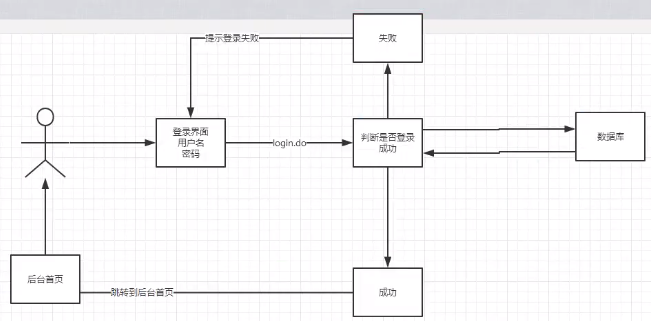 提示登录失败
失败
登录界面
用户名
密码
login.do
判断是否登录
成功
数据库
后台首页
跳转到后台首页
成功